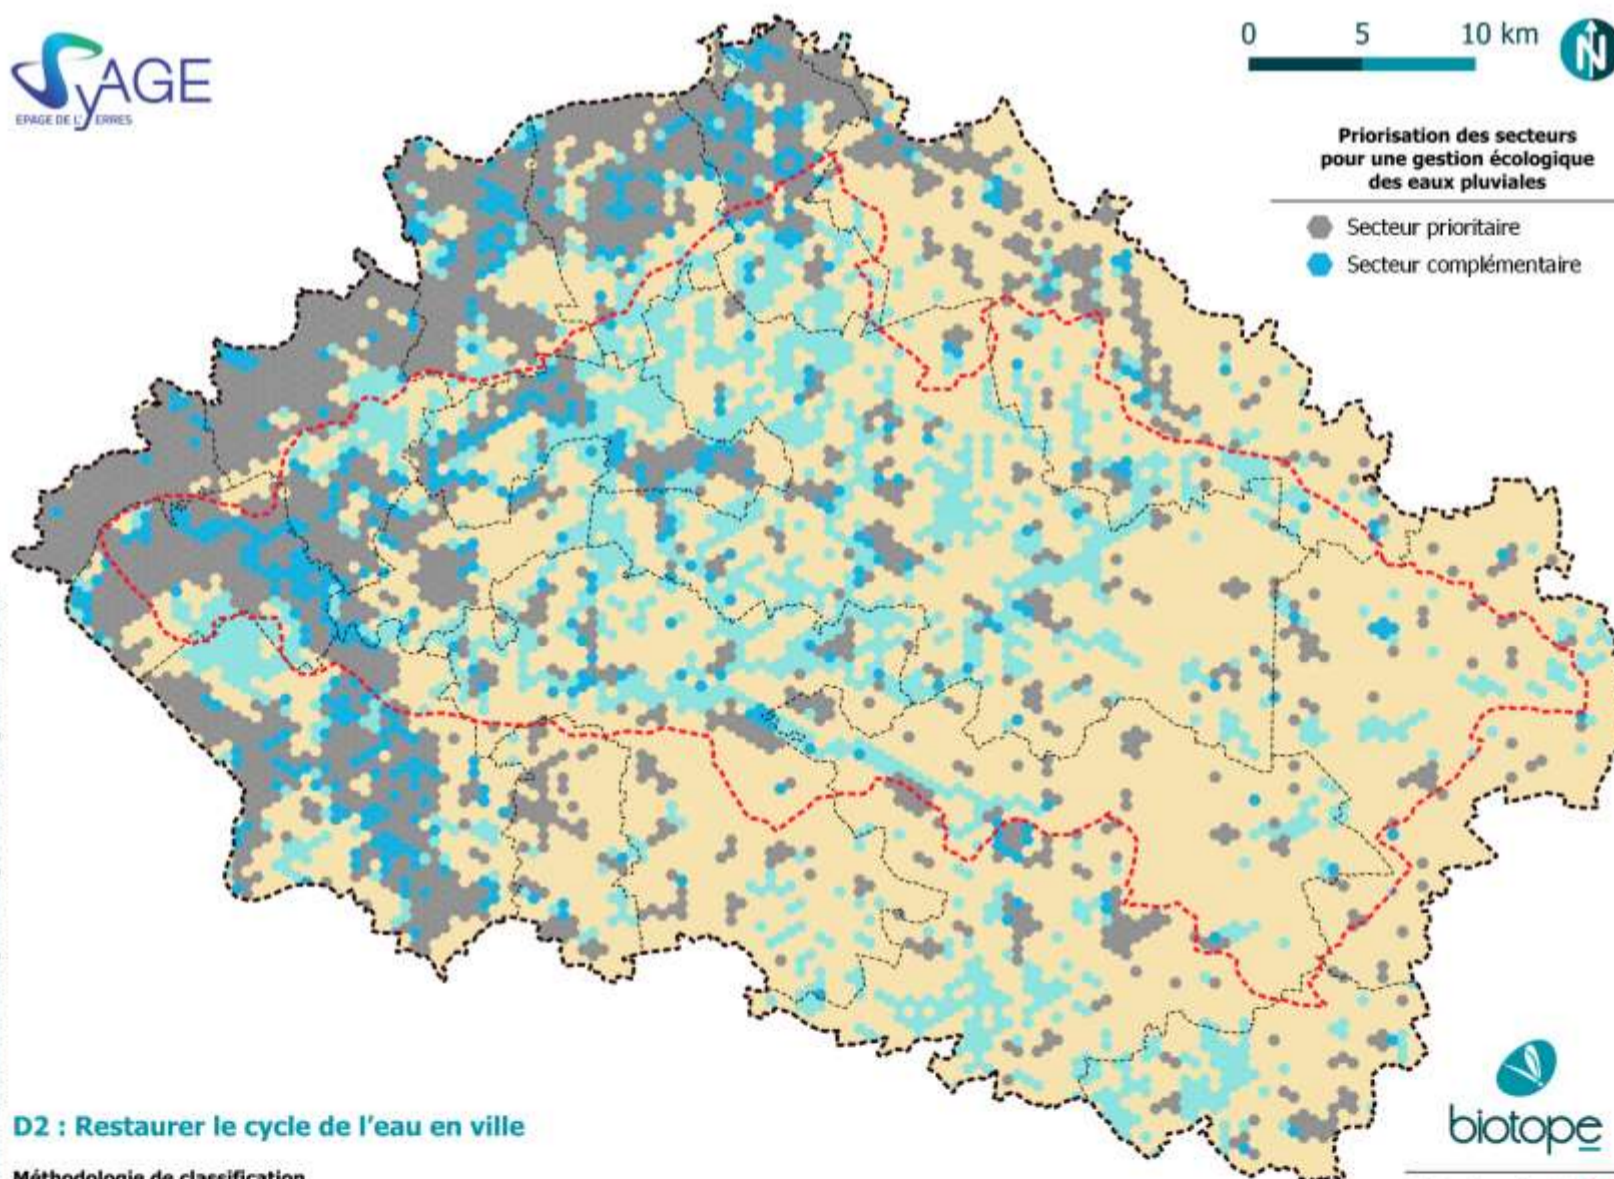 SyAGE
EPAGE DE L'YERRES
0 5 10 km
N
Priorisation des secteurs
pour une gestion écologique
des eaux pluviales
Secteur prioritaire
Secteur complémentaire
D2 : Restaurer le cycle de l'eau en ville
Méthodologie de classification
biotope